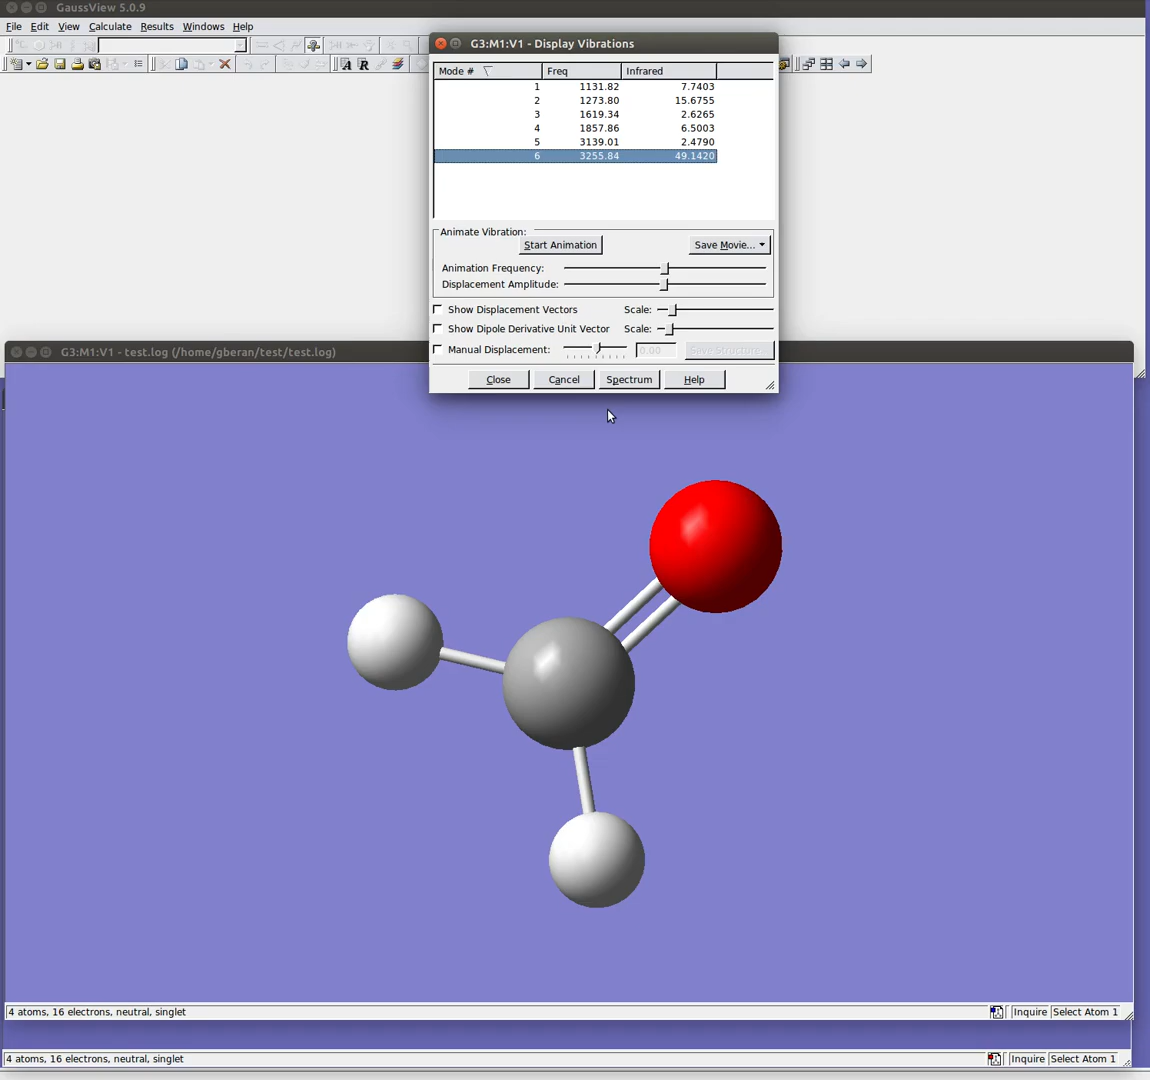 GaussView 5.0.9
File Edit View Calculate Results Windows Help
G3:M1:V1 - Display Vibrations
Mode # Freq Infrared
1 1131.82 7.7403
2 1273.80 15.6755
3 1619.34 2.6265
4 1857.86 6.5003
5 3139.01 2.4790
6 3255.84 49.1420
Animate Vibration:
Start Animation Save Movie...
Animation Frequency:
Displacement Amplitude:
Show Displacement Vectors Scale:
Show Dipole Derivative Unit Vector Scale:
Manual Displacement: 0.00 Save Structure...
Close Cancel Spectrum Help
G3:M1:V1 - test.log (/home/gberan/test/test.log)
4 atoms, 16 electrons, neutral, singlet Inquire Select Atom 1
4 atoms, 16 electrons, neutral, singlet Inquire Select Atom 1